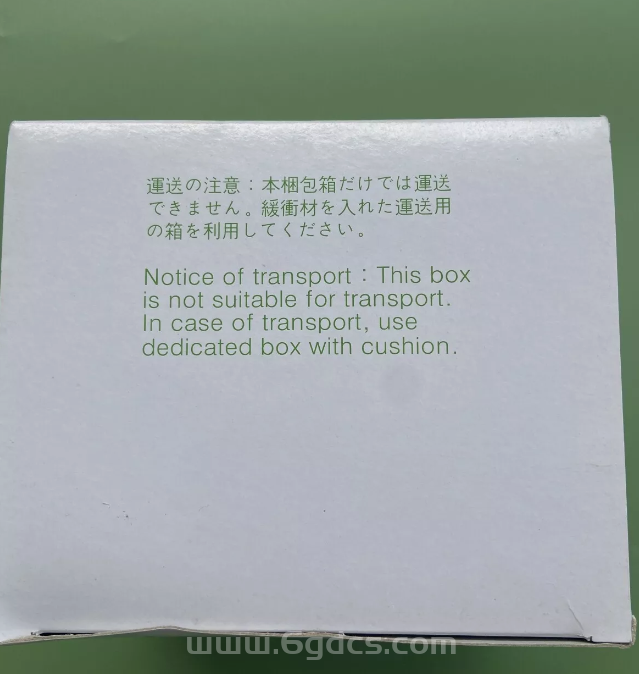 運送の注意：本梱包箱だけでは運送
できません。緩衝材を入れた運送用
の箱を利用してください。
Notice of transport : This box
is not suitable for transport.
In case of transport, use
dedicated box with cushion.
www.6gdcs.com